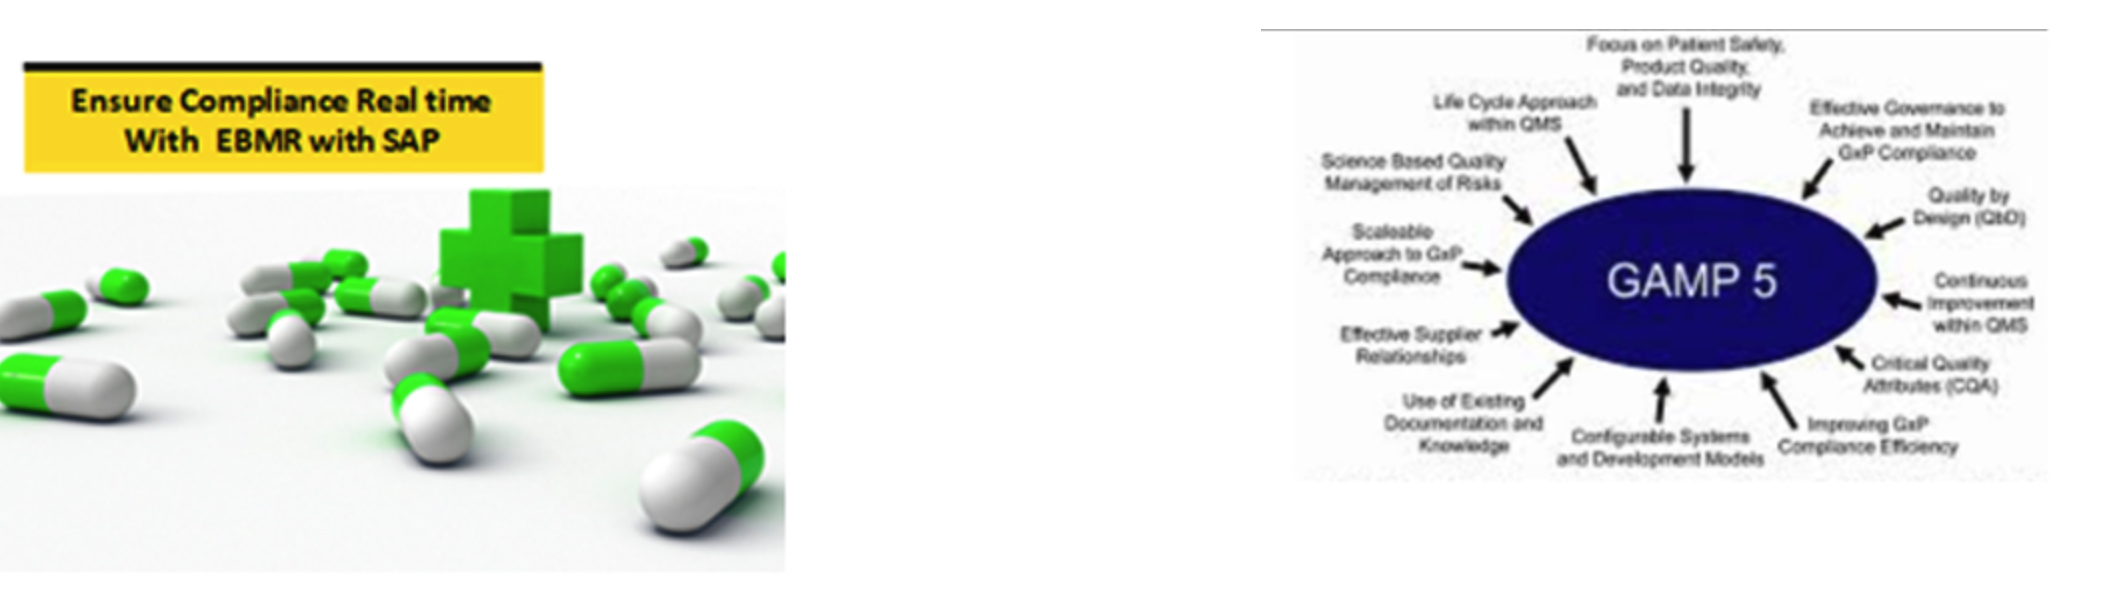 Ensure Compliance Real time
With EBMR with SAP
Focus on Patient Safety,
Product Quality,
and Data Integrity
Life Cycle Approach
within QMS
Effective Governance to
Achieve and Maintain
GxP Compliance
Science Based Quality
Management of Risks
Quality by
Design (QbD)
Scaleable
Approach to GxP
Compliance
GAMP 5
Continuous
Improvement
within QMS
Effective Supplier
Relationships
Critical Quality
Attributes (CQA)
Use of Existing
Documentation and
Knowledge
Configurable Systems
and Development Models
Improving GxP
Compliance Efficiency